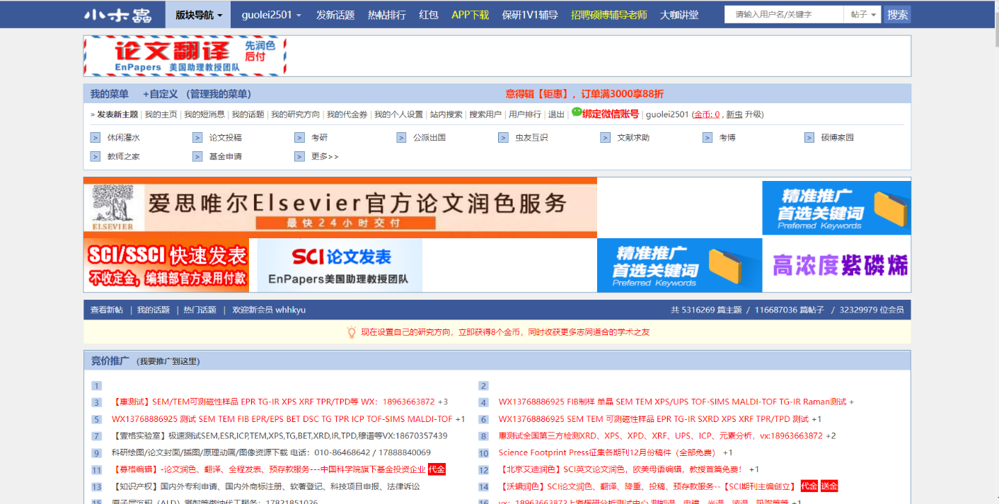 小木蟲 版块导航 guolei2501 发新话题 热帖排行 红包 APP下载 保研1V1辅导 招聘硕博辅导老师 大咖讲堂 请输入用户名/关键字 帖子 搜索
论文翻译 先润色后付
EnPapers 美国助理教授团队
我的菜单 +自定义 (管理我的菜单) 意得辑【钜惠】，订单满3000享88折
» 发表新主题 | 我的主页 | 我的短消息 | 我的话题 | 我的研究方向 | 我的代金券 | 我的个人设置 | 站内搜索 | 搜索用户 | 用户排行 | 退出 | 绑定微信账号 | guolei2501 (金币: 0 , 新虫 升级)
> 休闲灌水 > 论文投稿 > 考研 > 公派出国 > 虫友互识 > 文献求助 > 考博 > 硕博家园
> 教师之家 > 基金申请 > 更多>>
ELSEVIER 爱思唯尔Elsevier官方论文润色服务
最快24小时交付
精准推广
首选关键词
Preferred Keywords
SCI/SSCI 快速发表
不收定金，编辑部官方录用付款
SCI论文发表
EnPapers美国助理教授团队
精准推广
首选关键词
Preferred Keywords
高浓度紫磷烯
查看新帖 | 我的话题 | 热门话题 | 欢迎新会员 whhkyu 共 5316269 篇主题 / 116687036 篇帖子 / 32329979 位会员
现在设置自己的研究方向，立即获得8个金币，同时收获更多志同道合的学术之友
竞价推广 (我要推广到这里)
1
2
3 【惠测试】SEM/TEM可测磁性样品 EPR TG-IR XPS XRF TPR/TPD等 WX：18963663872 +3
4 WX13768886925 FIB制样 单晶 SEM TEM XPS/UPS TOF-SIMS MALDI-TOF TG-IR Raman测试 +
5 WX13768886925 测试 SEM TEM FIB EPR/EPS BET DSC TG TPR ICP TOF-SIMS MALDI-TOF +1
6 WX13768886925 SEM TEM 可测磁性样品 EPR TG-IR SXRD XPS XRF TPR/TPD 测试 +1
7 【壹格实验室】极速测试SEM,ESR,ICP,TEM,XPS,TG,BET,XRD,IR,TPD,穆谱等VX:18670357439
8 惠测试全国第三方检测XRD、XPS、XPD、XRF、UPS、ICP、元素分析，vx:18963663872 +2
9 科研绘图/论文封面/插图/原理动画/图像资源下载 电话：010-86468642 / 17888840069
10 Science Footprint Press征集各期刊12月份稿件（全部免费） +1
11 【募格编辑】-论文润色、翻译、全程发表、预存款服务---中国科学院旗下基金投资企业 代金
12 【北京艾迪润色】SCI英文论文润色，欧美母语编辑，教授首篇免费！ +1
13 【知识产权】国内外专利申请、国内外商标注册、软著登记、科技项目申报、法律诉讼
14 【沃辑润色】SCI论文润色、翻译、降重、投稿、预存款服务--【SCI期刊主编创立】 代金 送金